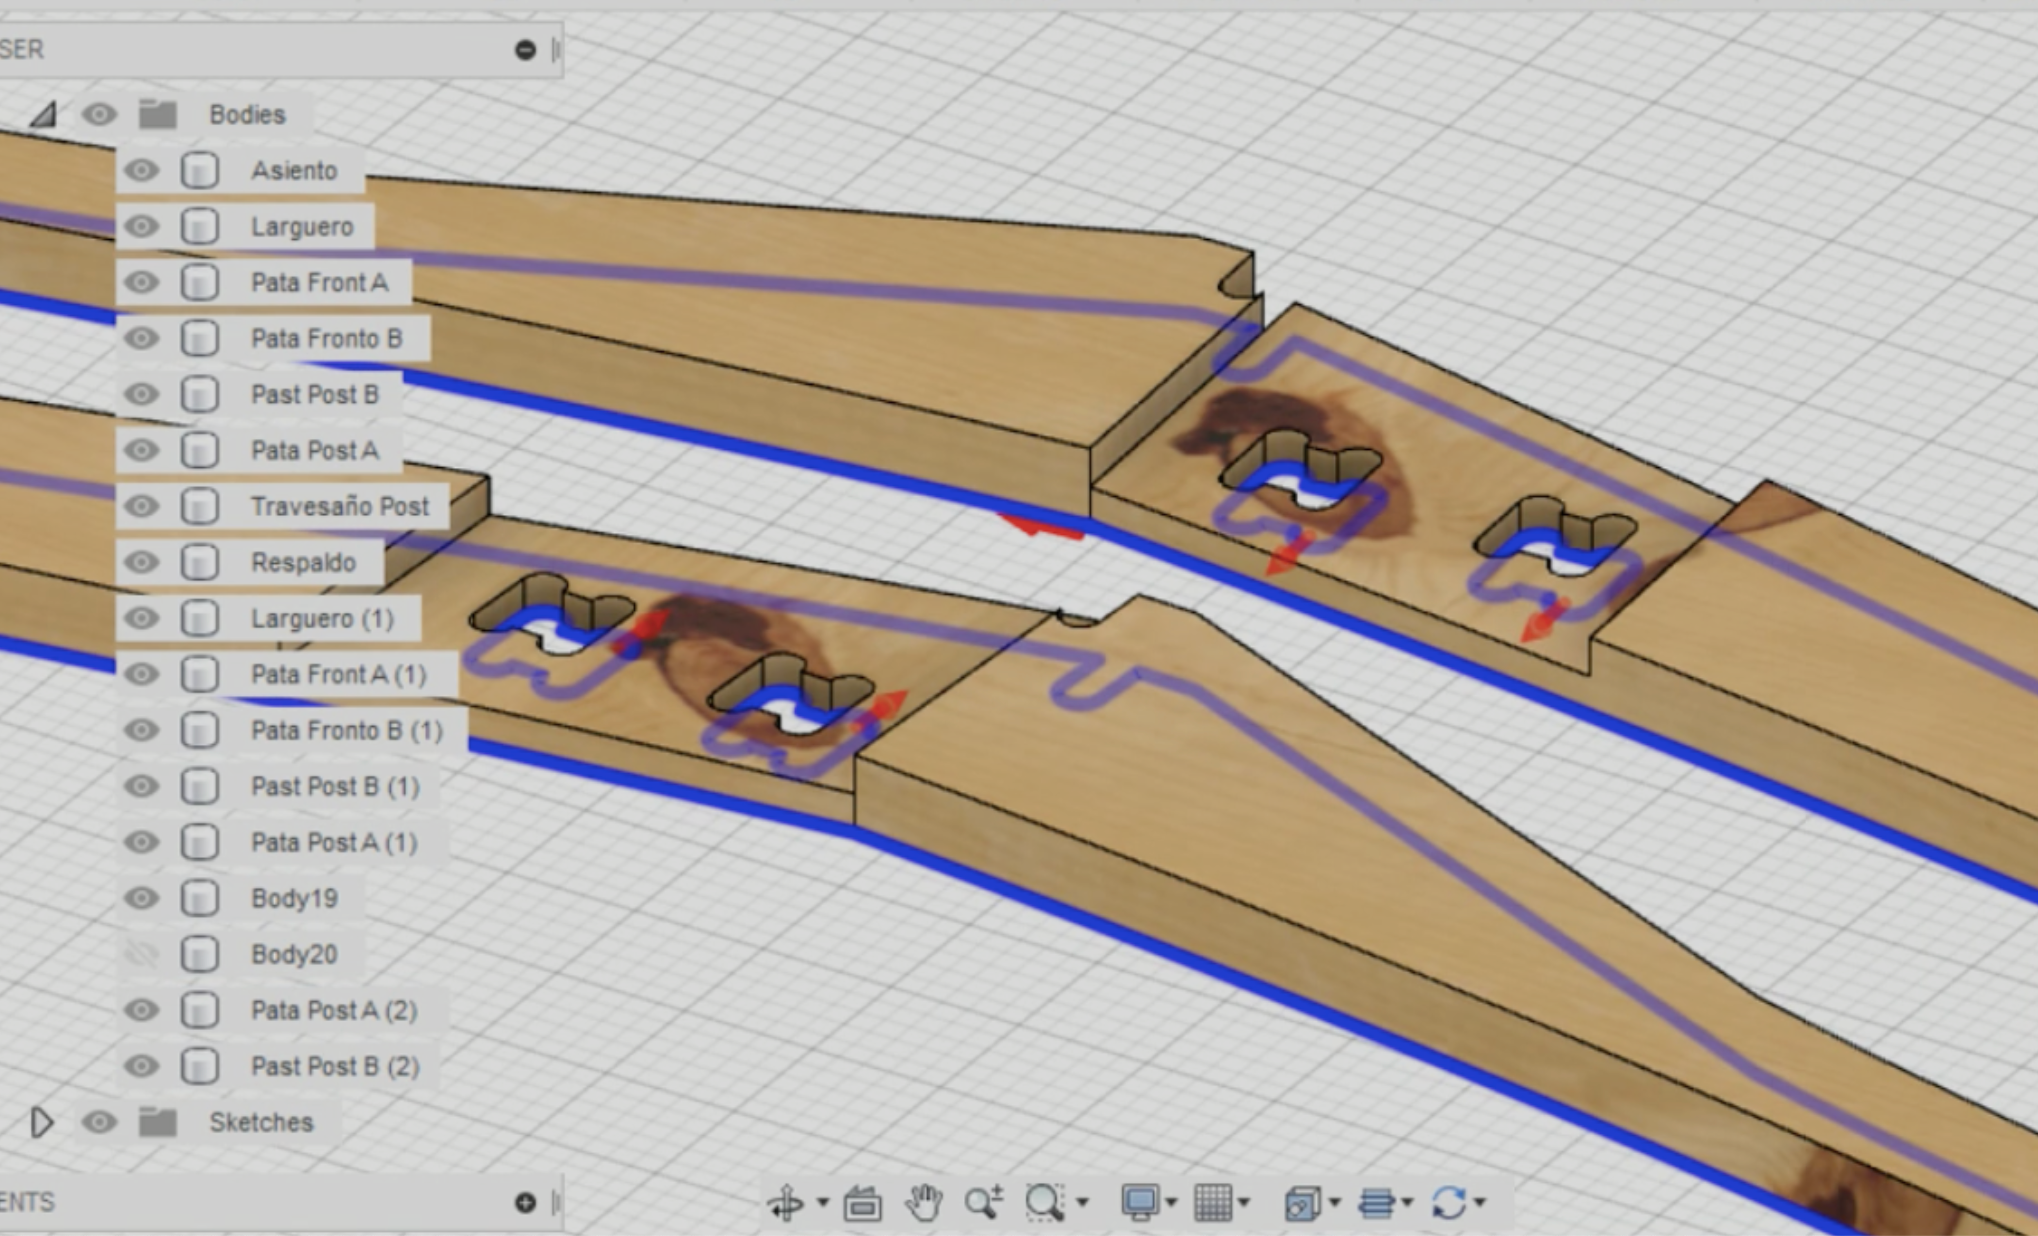 SER
Bodies
Asiento
Larguero
Pata Front A
Pata Fronto B
Past Post B
Pata Post A
Travesaño Post
Respaldo
Larguero (1)
Pata Front A (1)
Pata Fronto B (1)
Past Post B (1)
Pata Post A (1)
Body19
Body20
Pata Post A (2)
Past Post B (2)
Sketches
ENTS